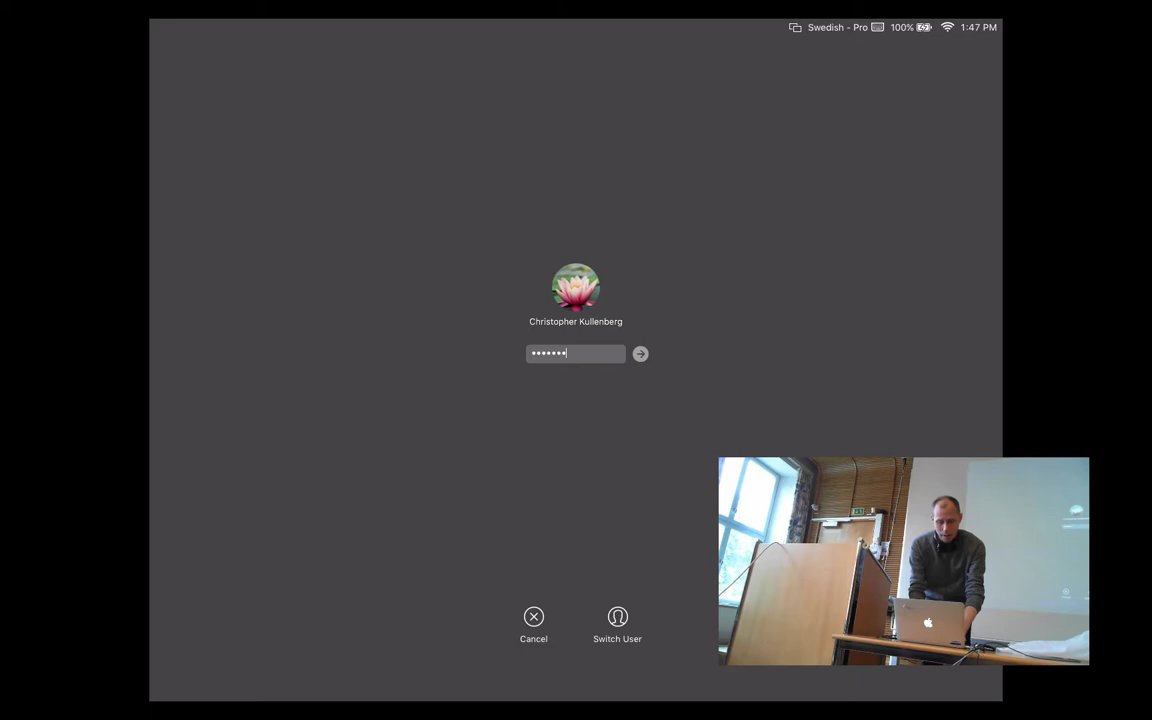 Swedish - Pro 100% 1:47 PM
Christopher Kullenberg
•••••••
Cancel
Switch User